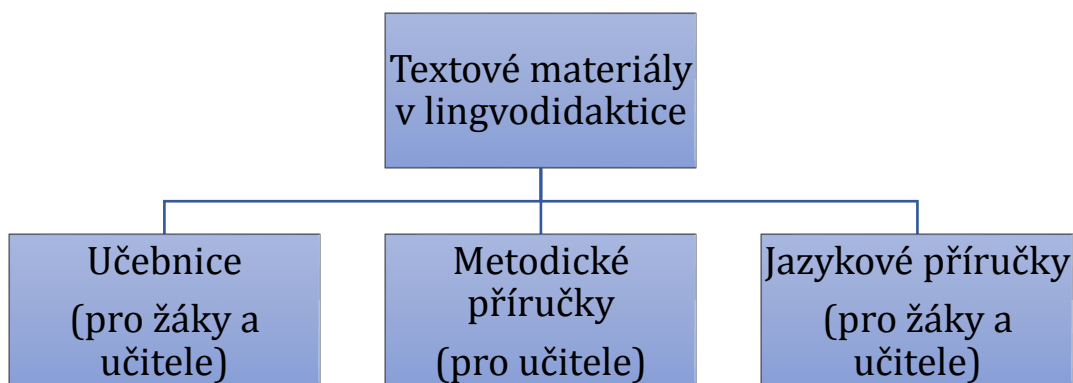 Textové materiály
v lingvodidaktice
Učebnice
(pro žáky a
učitele)
Metodické
příručky
(pro učitele)
Jazykové příručky
(pro žáky a
učitele)